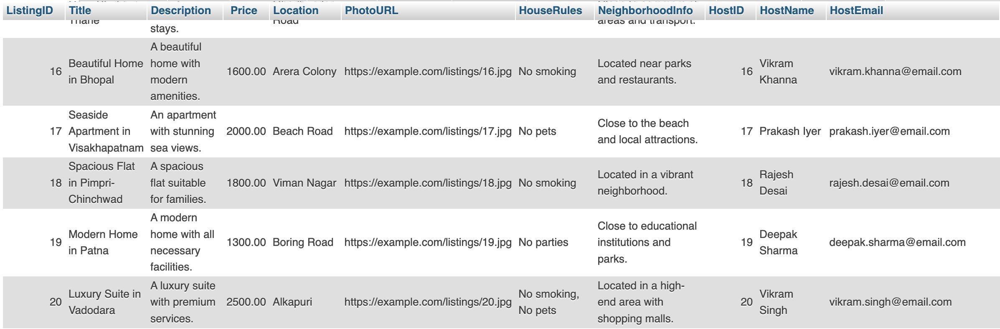 ListingID Title Description Price Location PhotoURL HouseRules NeighborhoodInfo HostID HostName HostEmail
Thane stays. Road areas and transport.
16 Beautiful Home in Bhopal A beautiful home with modern amenities. 1600.00 Arera Colony https://example.com/listings/16.jpg No smoking Located near parks and restaurants. 16 Vikram Khanna vikram.khanna@email.com
17 Seaside Apartment in Visakhapatnam An apartment with stunning sea views. 2000.00 Beach Road https://example.com/listings/17.jpg No pets Close to the beach and local attractions. 17 Prakash Iyer prakash.iyer@email.com
18 Spacious Flat in Pimpri-Chinchwad A spacious flat suitable for families. 1800.00 Viman Nagar https://example.com/listings/18.jpg No smoking Located in a vibrant neighborhood. 18 Rajesh Desai rajesh.desai@email.com
19 Modern Home in Patna A modern home with all necessary facilities. 1300.00 Boring Road https://example.com/listings/19.jpg No parties Close to educational institutions and parks. 19 Deepak Sharma deepak.sharma@email.com
20 Luxury Suite in Vadodara A luxury suite with premium services. 2500.00 Alkapuri https://example.com/listings/20.jpg No smoking, No pets Located in a high-end area with shopping malls. 20 Vikram Singh vikram.singh@email.com